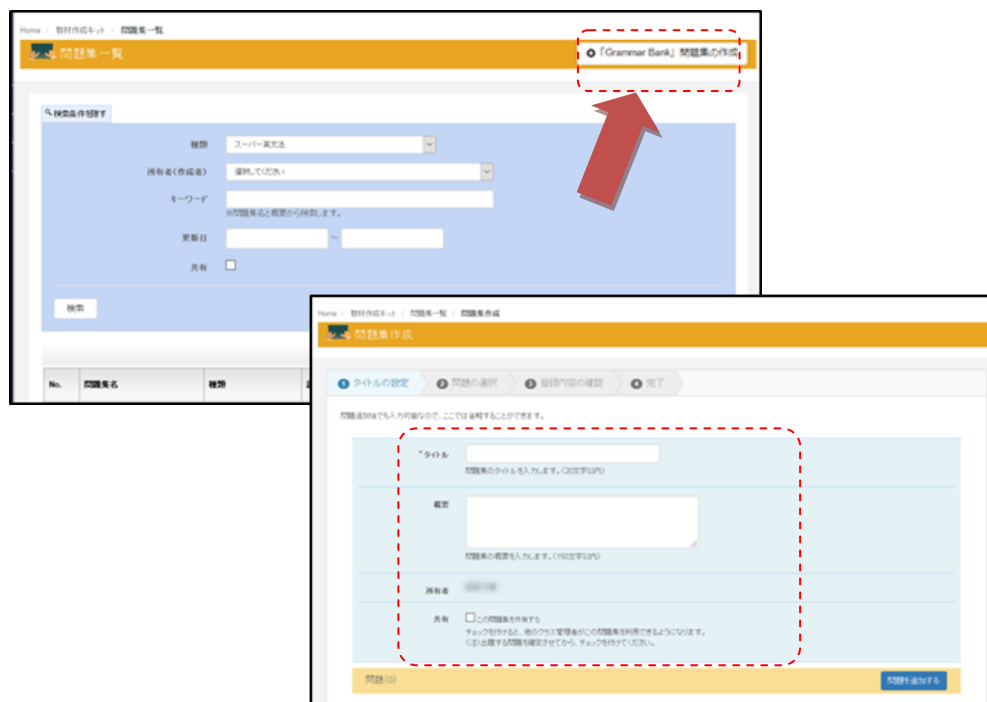 Home / 教材作成キット / 問題集一覧
問題集一覧
「Grammar Bank」問題集の作成
検索条件を隠す
種類
スーパー英文法
所有者(作成者)
選択してください
キーワード
※問題集名と概要から検索します。
更新日
～
共有
検索
No. 問題集名 種類
Home / 教材作成キット / 問題集一覧 / 問題集作成
問題集作成
1 タイトルの設定 2 問題の選択 3 登録内容の確認 4 完了
問題追加後でも入力可能なので、ここでは省略することができます。
*タイトル
問題集のタイトルを入力します。(20文字以内)
概要
問題集の概要を入力します。(150文字以内)
所有者
共有
この問題集を共有する
チェックを付けると、他のクラス管理者がこの問題集を利用できるようになります。
(注)出題する問題を確定させてから、チェックを付けてください。
問題(0)
問題を追加する